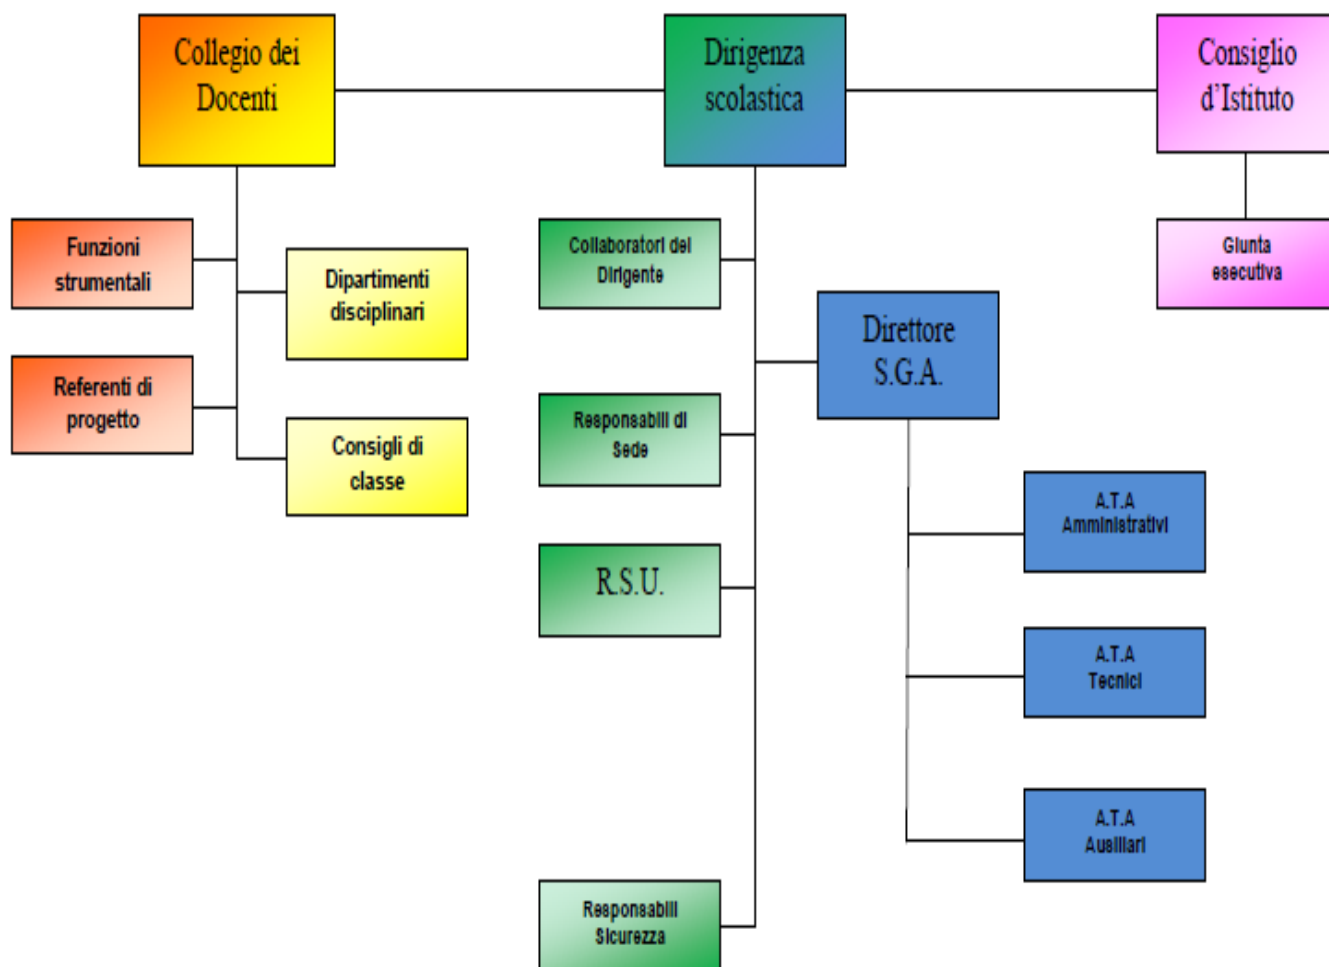 Collegio dei
Docenti
Dirigenza
scolastica
Consiglio
d'Istituto
Funzioni
strumentali
Dipartimenti
disciplinari
Referenti di
progetto
Consigli di
classe
Collaboratori del
Dirigente
Direttore
S.G.A.
Responsabili di
Sede
R.S.U.
Responsabili
Sicurezza
A.T.A
Amministrativi
A.T.A
Tecnici
A.T.A
Ausiliari
Giunta
esecutiva